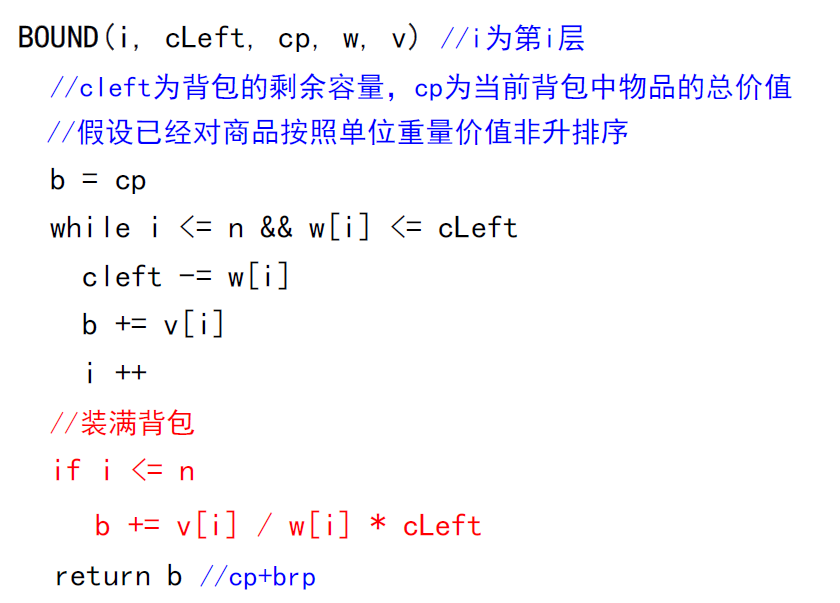 BOUND(i, cLeft, cp, w, v) //i为第i层
//cleft为背包的剩余容量，cp为当前背包中物品的总价值
//假设已经对商品按照单位重量价值非升排序
b = cp
while i <= n && w[i] <= cLeft
cleft -= w[i]
b += v[i]
i ++
//装满背包
if i <= n
b += v[i] / w[i] * cLeft
return b //cp+brp